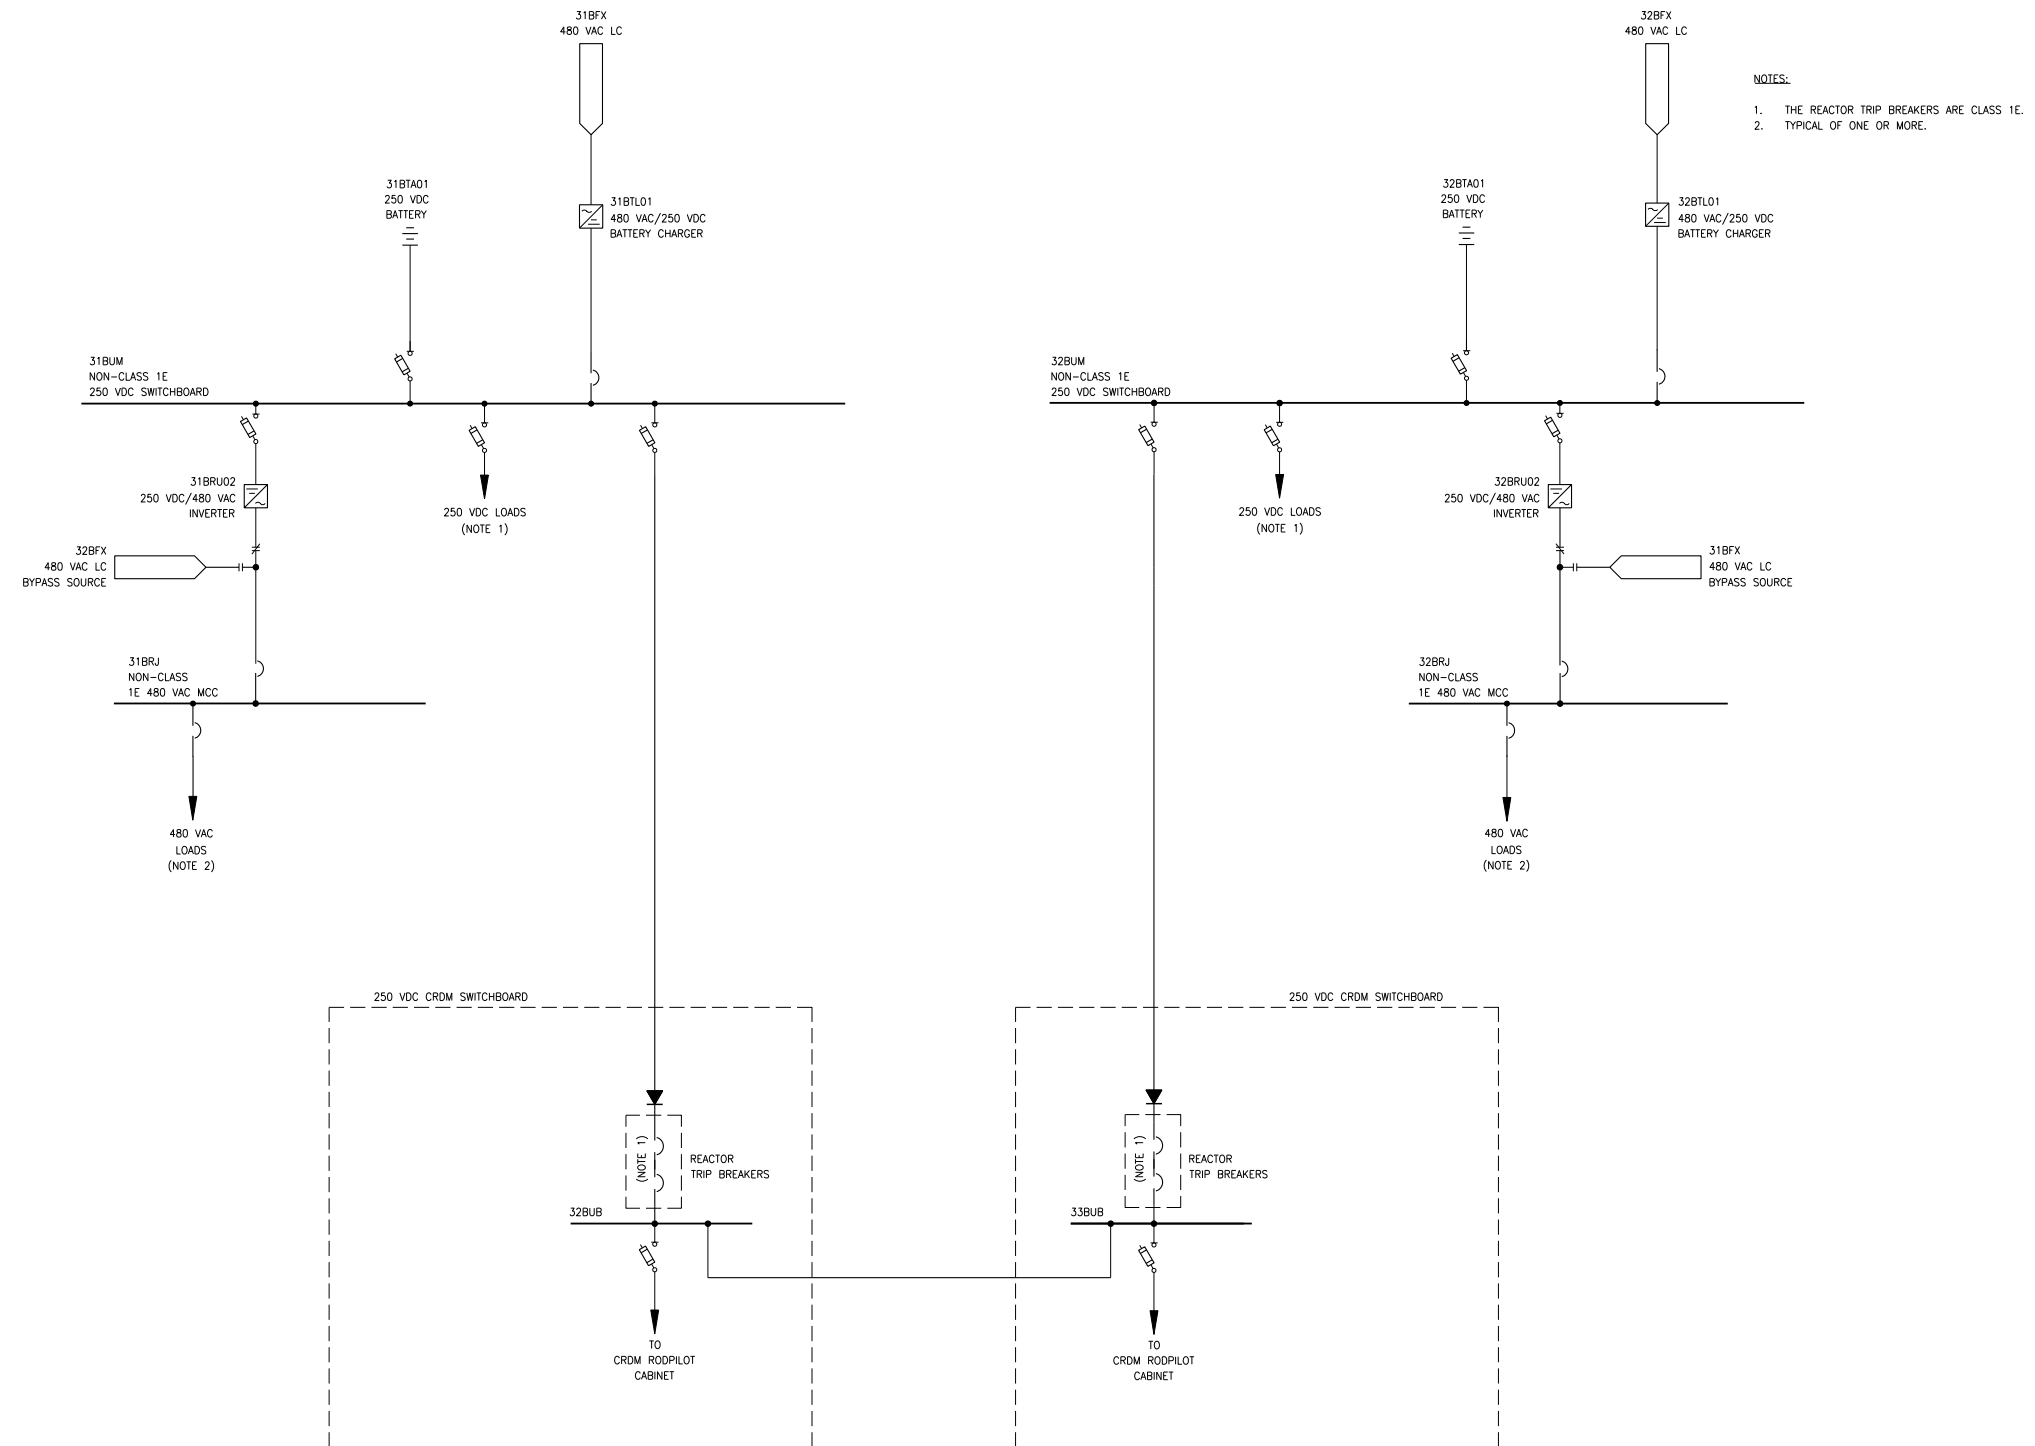 31BFX
480 VAC LC
32BFX
480 VAC LC
NOTES:
1. THE REACTOR TRIP BREAKERS ARE CLASS 1E.
2. TYPICAL OF ONE OR MORE.
31BTA01
250 VDC
BATTERY
31BTL01
480 VAC/250 VDC
BATTERY CHARGER
32BTA01
250 VDC
BATTERY
32BTL01
480 VAC/250 VDC
BATTERY CHARGER
31BUM
NON-CLASS 1E
250 VDC SWITCHBOARD
32BUM
NON-CLASS 1E
250 VDC SWITCHBOARD
31BRU02
250 VDC/480 VAC
INVERTER
250 VDC LOADS
(NOTE 1)
250 VDC LOADS
(NOTE 1)
32BRU02
250 VDC/480 VAC
INVERTER
32BFX
480 VAC LC
BYPASS SOURCE
31BFX
480 VAC LC
BYPASS SOURCE
31BRJ
NON-CLASS
1E 480 VAC MCC
32BRJ
NON-CLASS
1E 480 VAC MCC
480 VAC
LOADS
(NOTE 2)
480 VAC
LOADS
(NOTE 2)
250 VDC CRDM SWITCHBOARD
250 VDC CRDM SWITCHBOARD
(NOTE 1)
REACTOR
TRIP BREAKERS
(NOTE 1)
REACTOR
TRIP BREAKERS
32BUB
33BUB
TO
CRDM RODPILOT
CABINET
TO
CRDM RODPILOT
CABINET